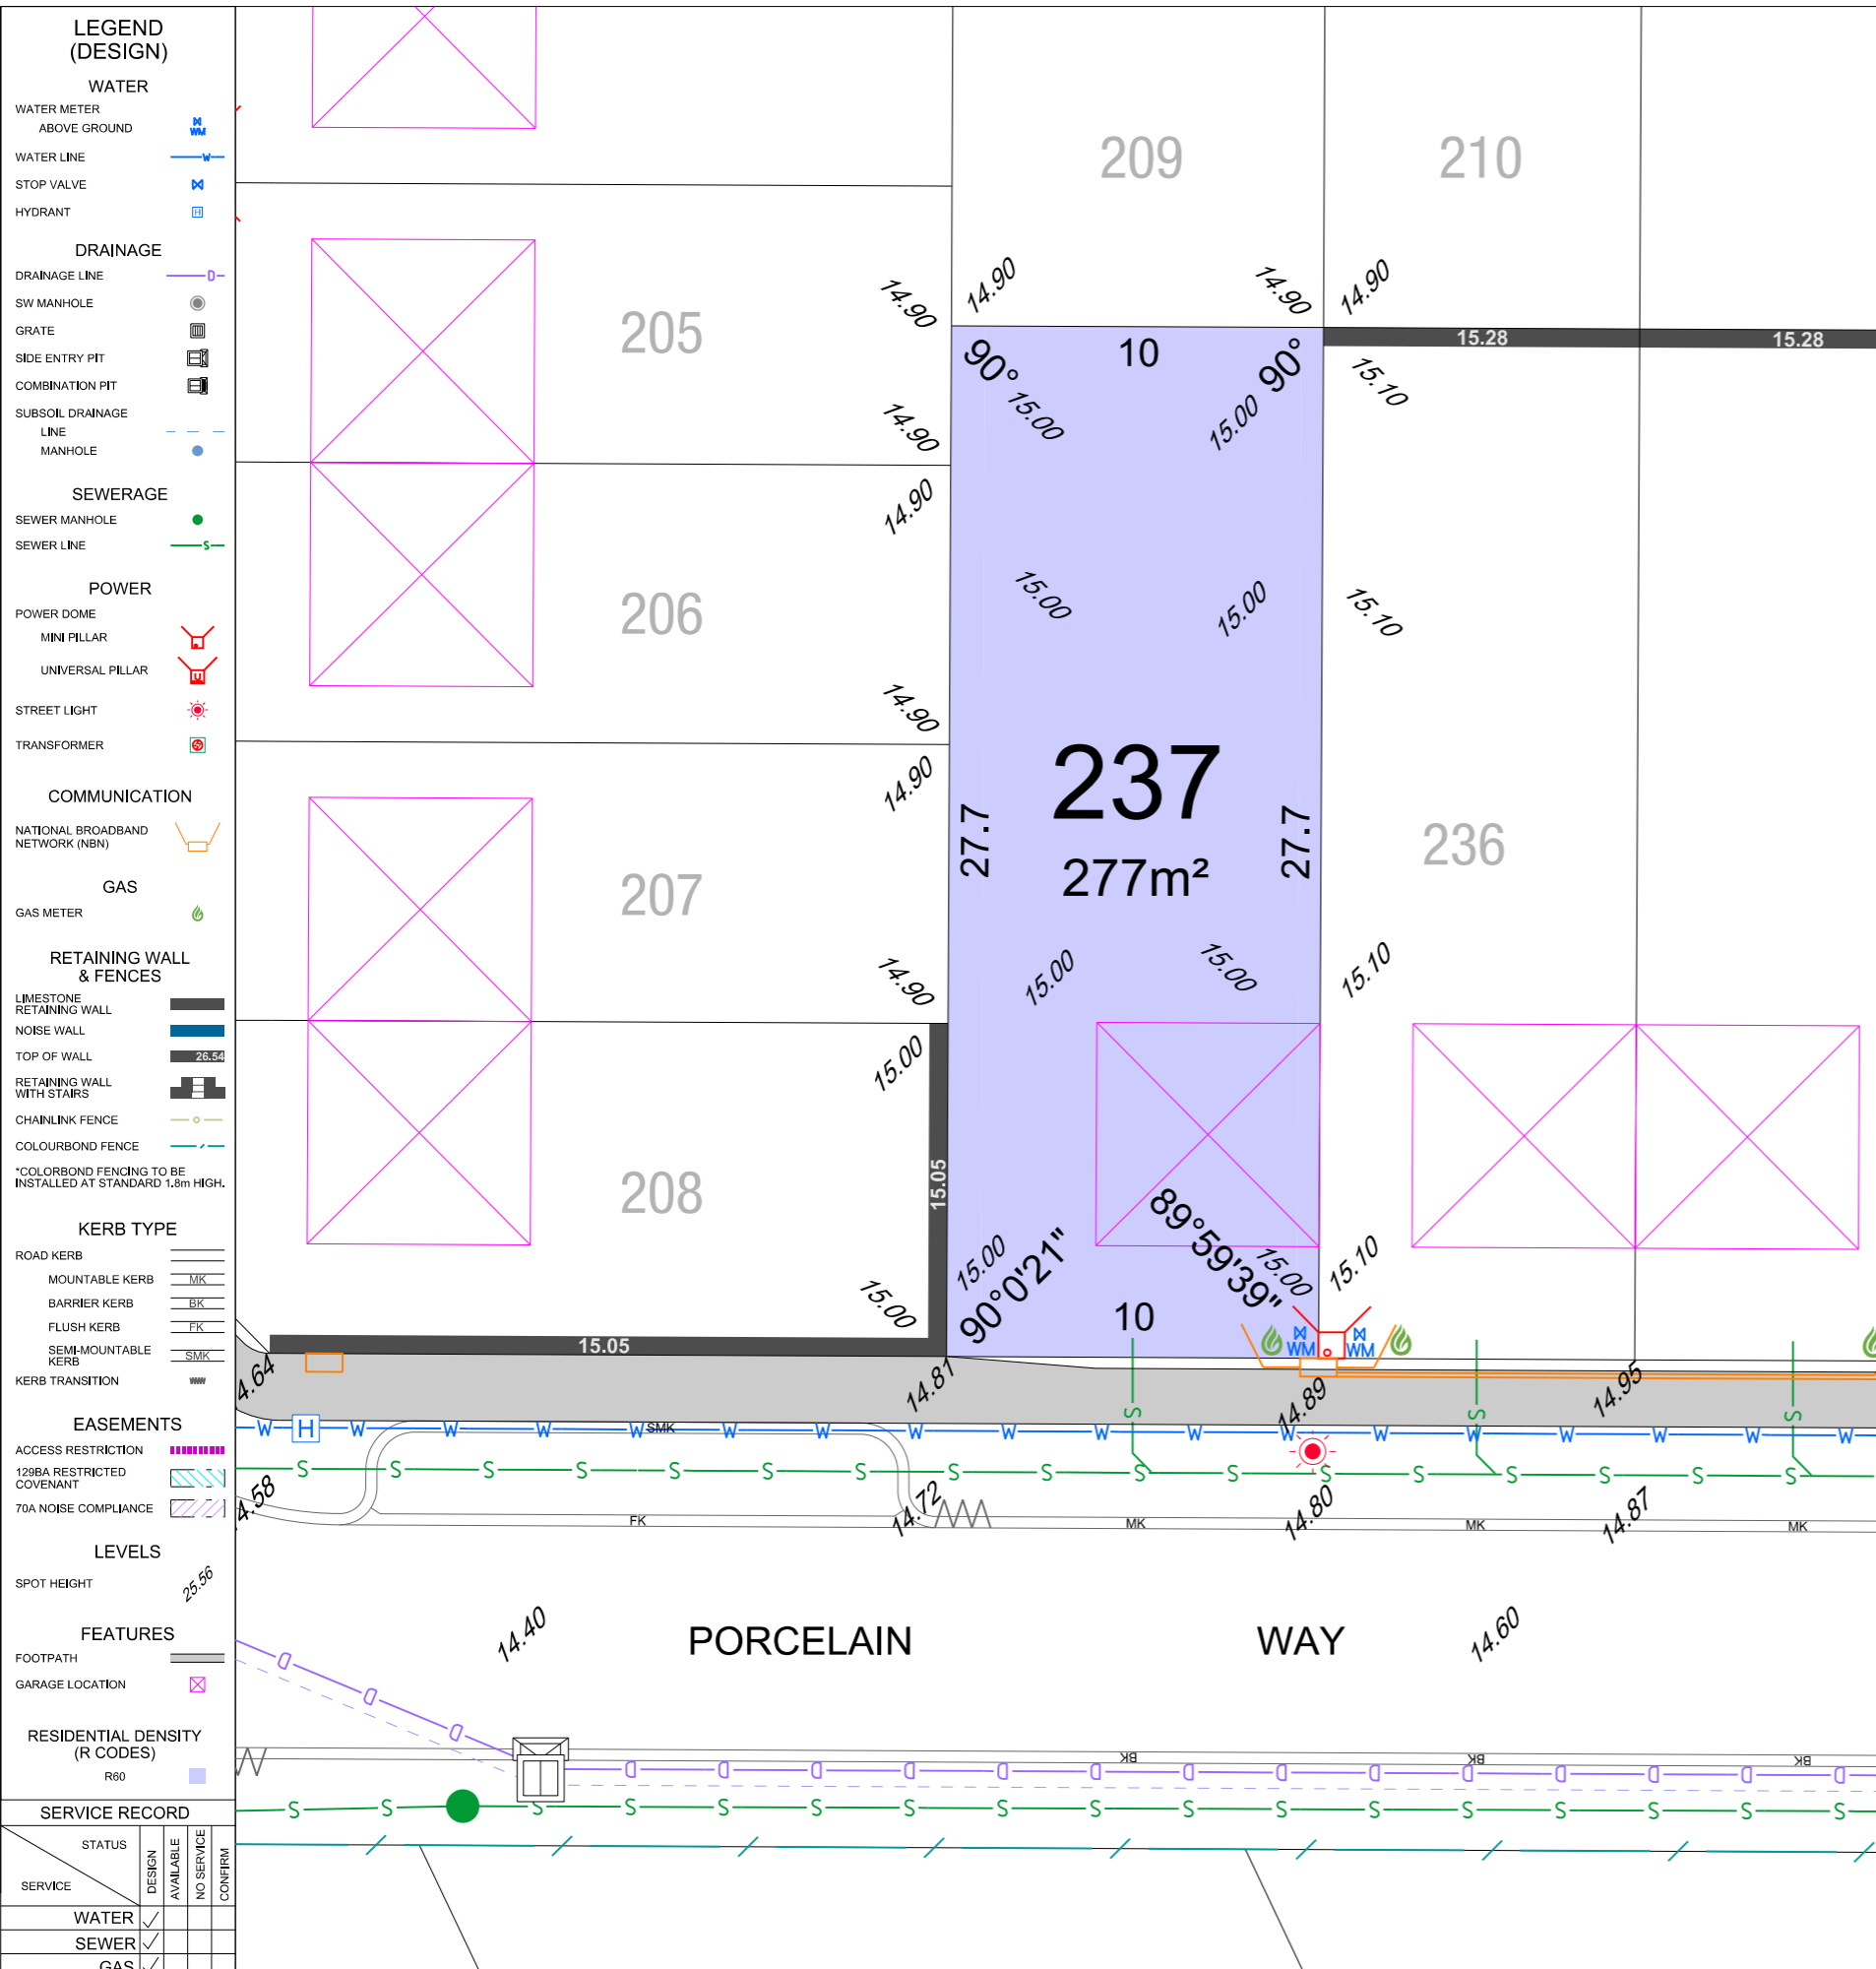 LEGEND
(DESIGN)
WATER
WATER METER
ABOVE GROUND
WM
WATER LINE
W
STOP VALVE
HYDRANT
H
DRAINAGE
DRAINAGE LINE
D
SW MANHOLE
GRATE
SIDE ENTRY PIT
COMBINATION PIT
SUBSOIL DRAINAGE
LINE
MANHOLE
SEWERAGE
SEWER MANHOLE
SEWER LINE
S
POWER
POWER DOME
MINI PILLAR
UNIVERSAL PILLAR
U
STREET LIGHT
TRANSFORMER
COMMUNICATION
NATIONAL BROADBAND
NETWORK (NBN)
GAS
GAS METER
RETAINING WALL
& FENCES
LIMESTONE
RETAINING WALL
NOISE WALL
TOP OF WALL 26.54
RETAINING WALL
WITH STAIRS
CHAINLINK FENCE
COLOURBOND FENCE
*COLORBOND FENCING TO BE
INSTALLED AT STANDARD 1.8m HIGH.
KERB TYPE
ROAD KERB
MOUNTABLE KERB MK
BARRIER KERB BK
FLUSH KERB FK
SEMI-MOUNTABLE
KERB SMK
KERB TRANSITION
EASEMENTS
ACCESS RESTRICTION
129BA RESTRICTED
COVENANT
70A NOISE COMPLIANCE
LEVELS
SPOT HEIGHT 25.56
FEATURES
FOOTPATH
GARAGE LOCATION
RESIDENTIAL DENSITY
(R CODES)
R60
SERVICE RECORD
STATUS
SERVICE
DESIGN
AVAILABLE
NO SERVICE
CONFIRM
WATER
SEWER
GAS
209
210
14.90
14.90
14.90
14.90
205
90°
10
90°
15.28
15.28
15.00
15.00
15.10
14.90
14.90
206
15.00
15.00
15.10
14.90
14.90
237
277m²
27.7
27.7
236
207
14.90
15.00
15.00
15.10
15.00
208
15.05
15.00
90°0'21"
89°59'39"
15.00
15.10
15.00
10
15.05
WM
WM
4.64
14.81
14.89
14.95
W H W W W W W W W W W W W W W W W W
SMK
S S S
S S S S S S S S S S S S S S S S S
4.58
14.72
14.80
14.87
FK
MK
MK
MK
14.40
PORCELAIN WAY
14.60
D D D
BK
BK
BK
D D D D D D D D D D D D D D
S S S S S S S S S S S S S S S S S